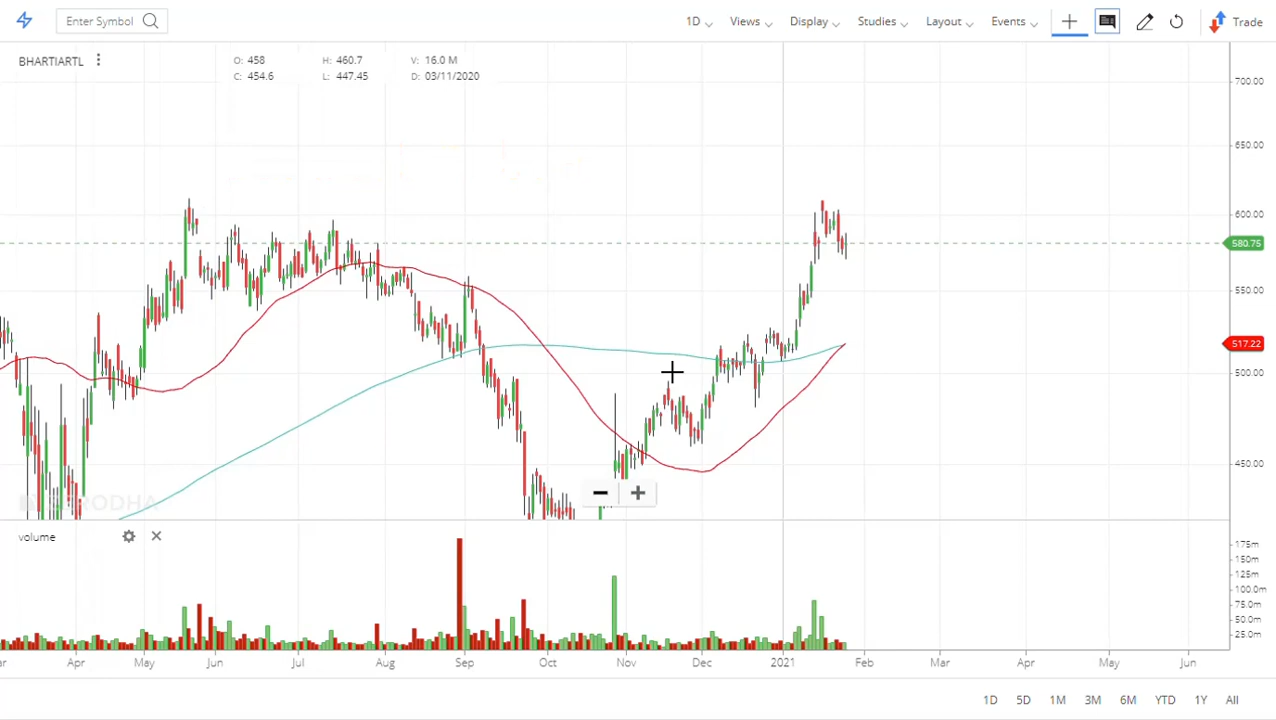 Enter Symbol 1D Views Display Studies Layout Events Trade
BHARTIARTL O: 458 H: 460.7 V: 16.0 M
C: 454.6 L: 447.45 D: 03/11/2020
700.00
650.00
600.00
580.75
550.00
517.22
500.00
450.00
ZERODHA
volume
175m
150m
125m
100.0m
75.0m
50.0m
25.0m
ar Apr May Jun Jul Aug Sep Oct Nov Dec 2021 Feb Mar Apr May Jun
1D 5D 1M 3M 6M YTD 1Y All